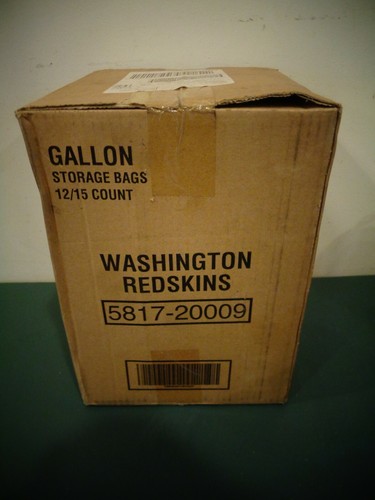 GALLON
STORAGE BAGS
12/15 COUNT
WASHINGTON
REDSKINS
5817-20009